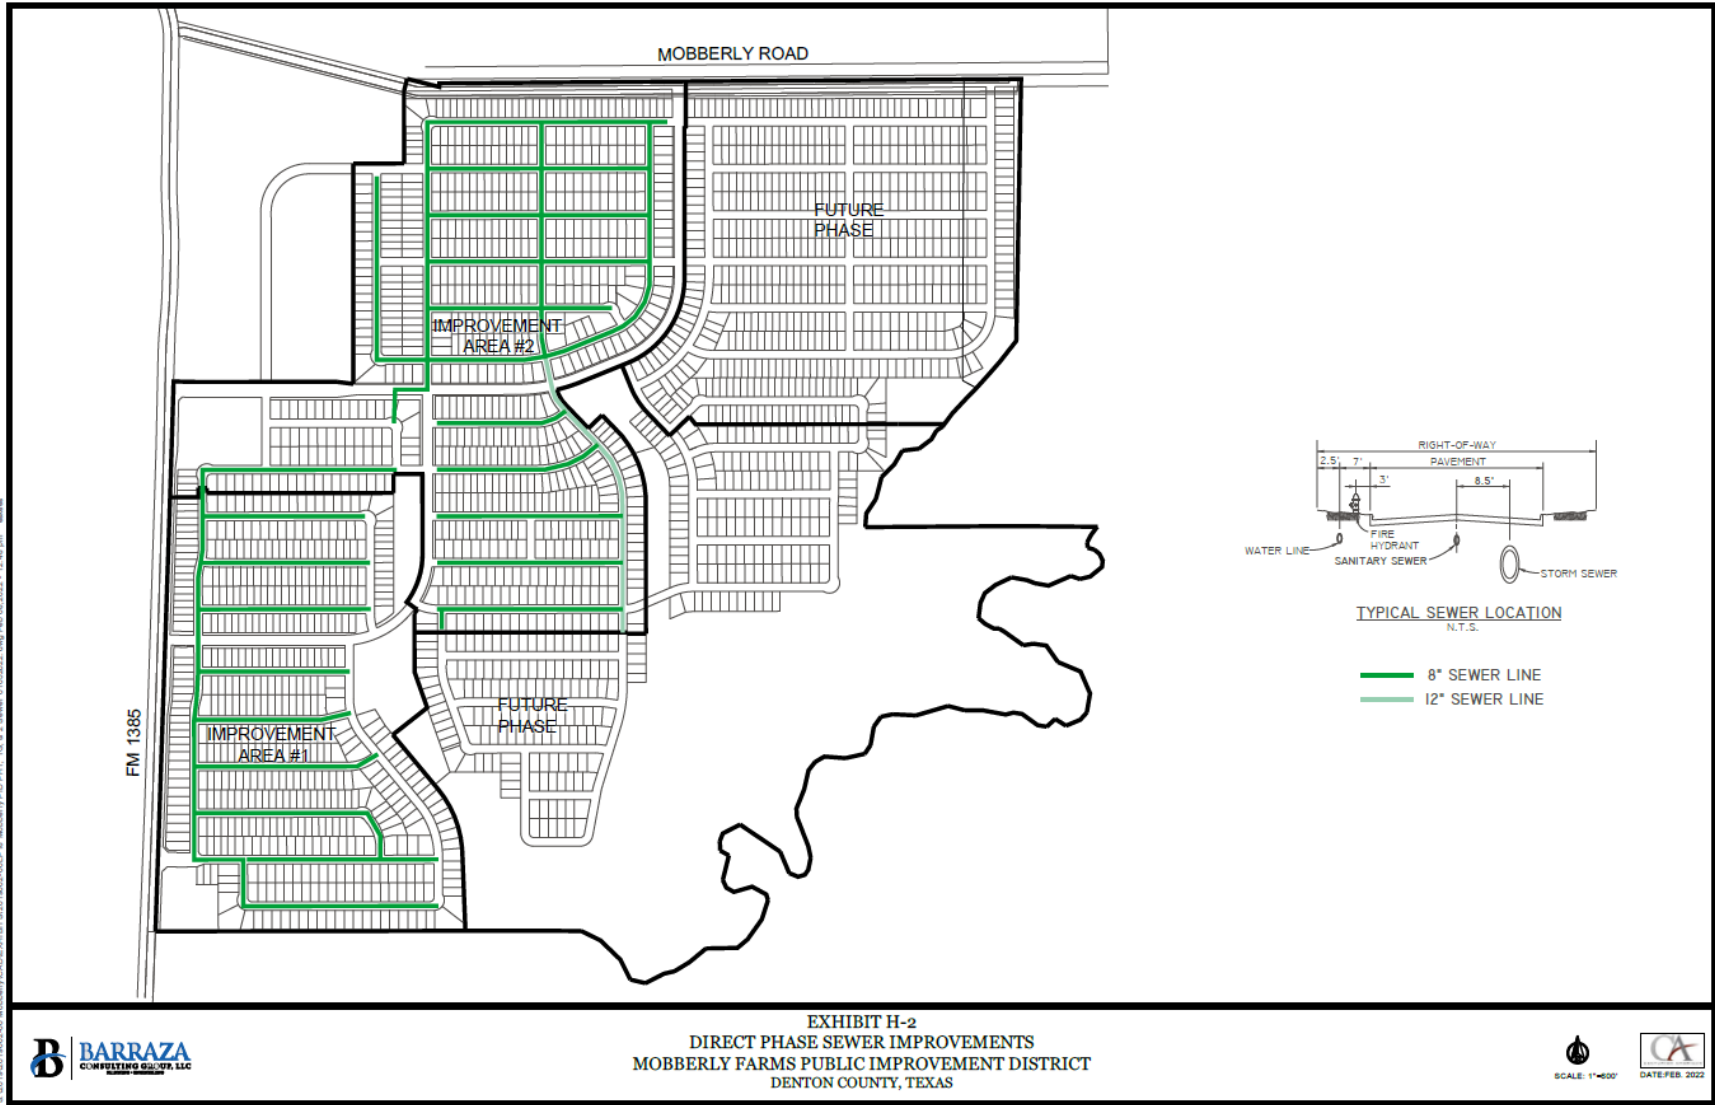 MOBBERLY ROAD
FUTURE
PHASE
IMPROVEMENT
AREA #2
RIGHT-OF-WAY
2.5'
7'
PAVEMENT
3'
8.5'
FIRE
HYDRANT
WATER LINE
SANITARY SEWER
STORM SEWER
TYPICAL SEWER LOCATION
N.T.S.
8" SEWER LINE
12" SEWER LINE
FUTURE
PHASE
IMPROVEMENT
AREA #1
FM 1385
BARRAZA
CONSULTING GROUP, LLC
EXHIBIT H-2
DIRECT PHASE SEWER IMPROVEMENTS
MOBBERLY FARMS PUBLIC IMPROVEMENT DISTRICT
DENTON COUNTY, TEXAS
SCALE: 1"=600'
CA
DATE:FEB. 2022